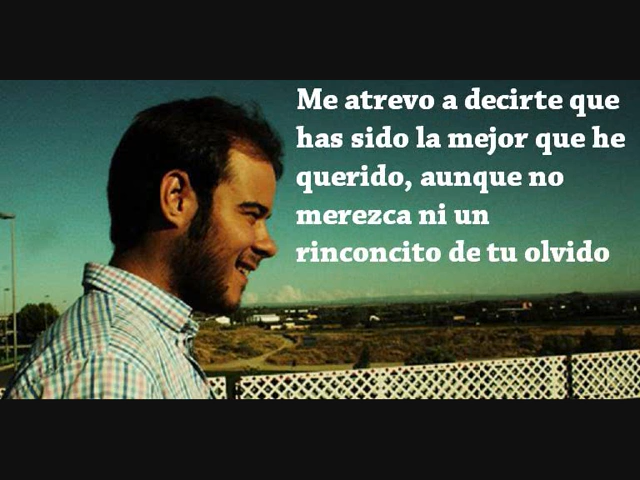 Me atrevo a decirte que
has sido la mejor que he
querido, aunque no
merezca ni un
rinconcito de tu olvido